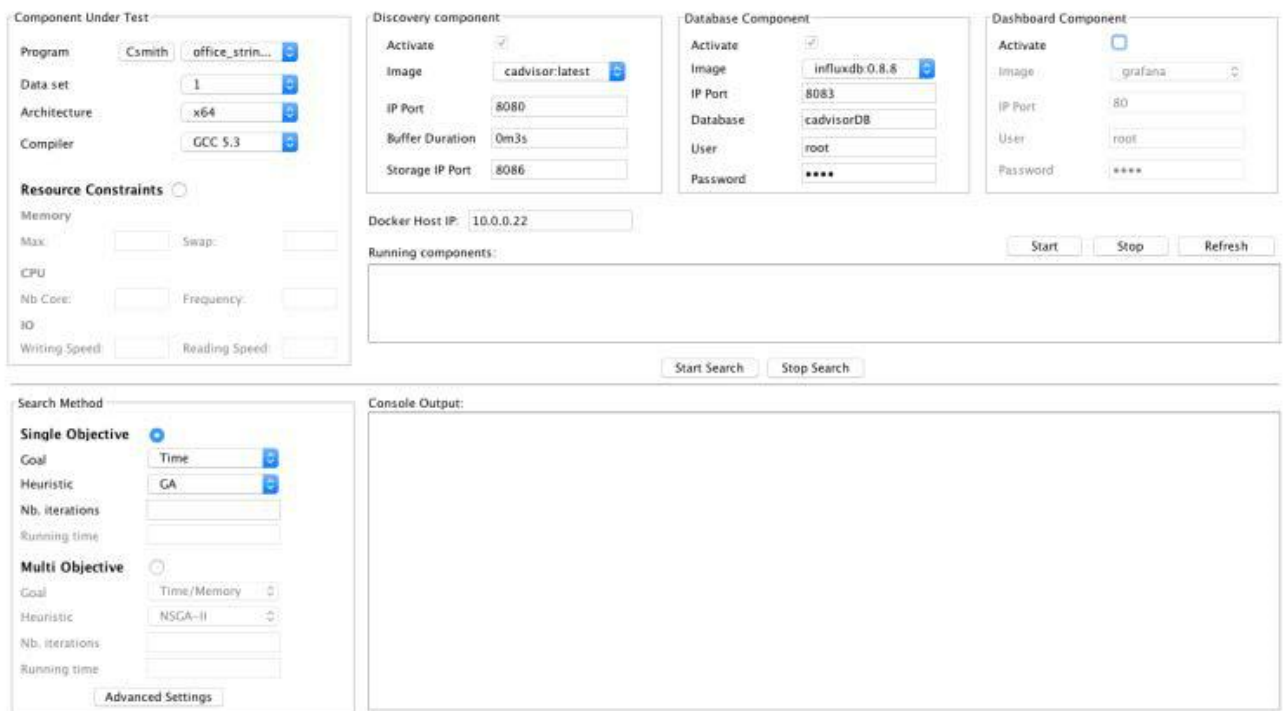 Component Under Test
Program Csmith office_strin...
Data set 1
Architecture x64
Compiler GCC 5.3
Resource Constraints
Memory
Max: Swap:
CPU
Nb Core: Frequency:
IO
Writing Speed: Reading Speed:
Discovery component
Activate
Image cadvisor:latest
IP Port 8080
Buffer Duration 0m3s
Storage IP Port 8086
Database Component
Activate
Image influxdb:0.8.8
IP Port 8083
Database cadvisorDB
User root
Password ••••
Dashboard Component
Activate
Image grafana
IP Port 80
User root
Password ••••
Docker Host IP: 10.0.0.22
Start Stop Refresh
Running components:
Start Search Stop Search
Search Method
Single Objective
Goal Time
Heuristic GA
Nb. iterations
Running time
Multi Objective
Goal Time/Memory
Heuristic NSGA-II
Nb. iterations
Running time
Advanced Settings
Console Output: